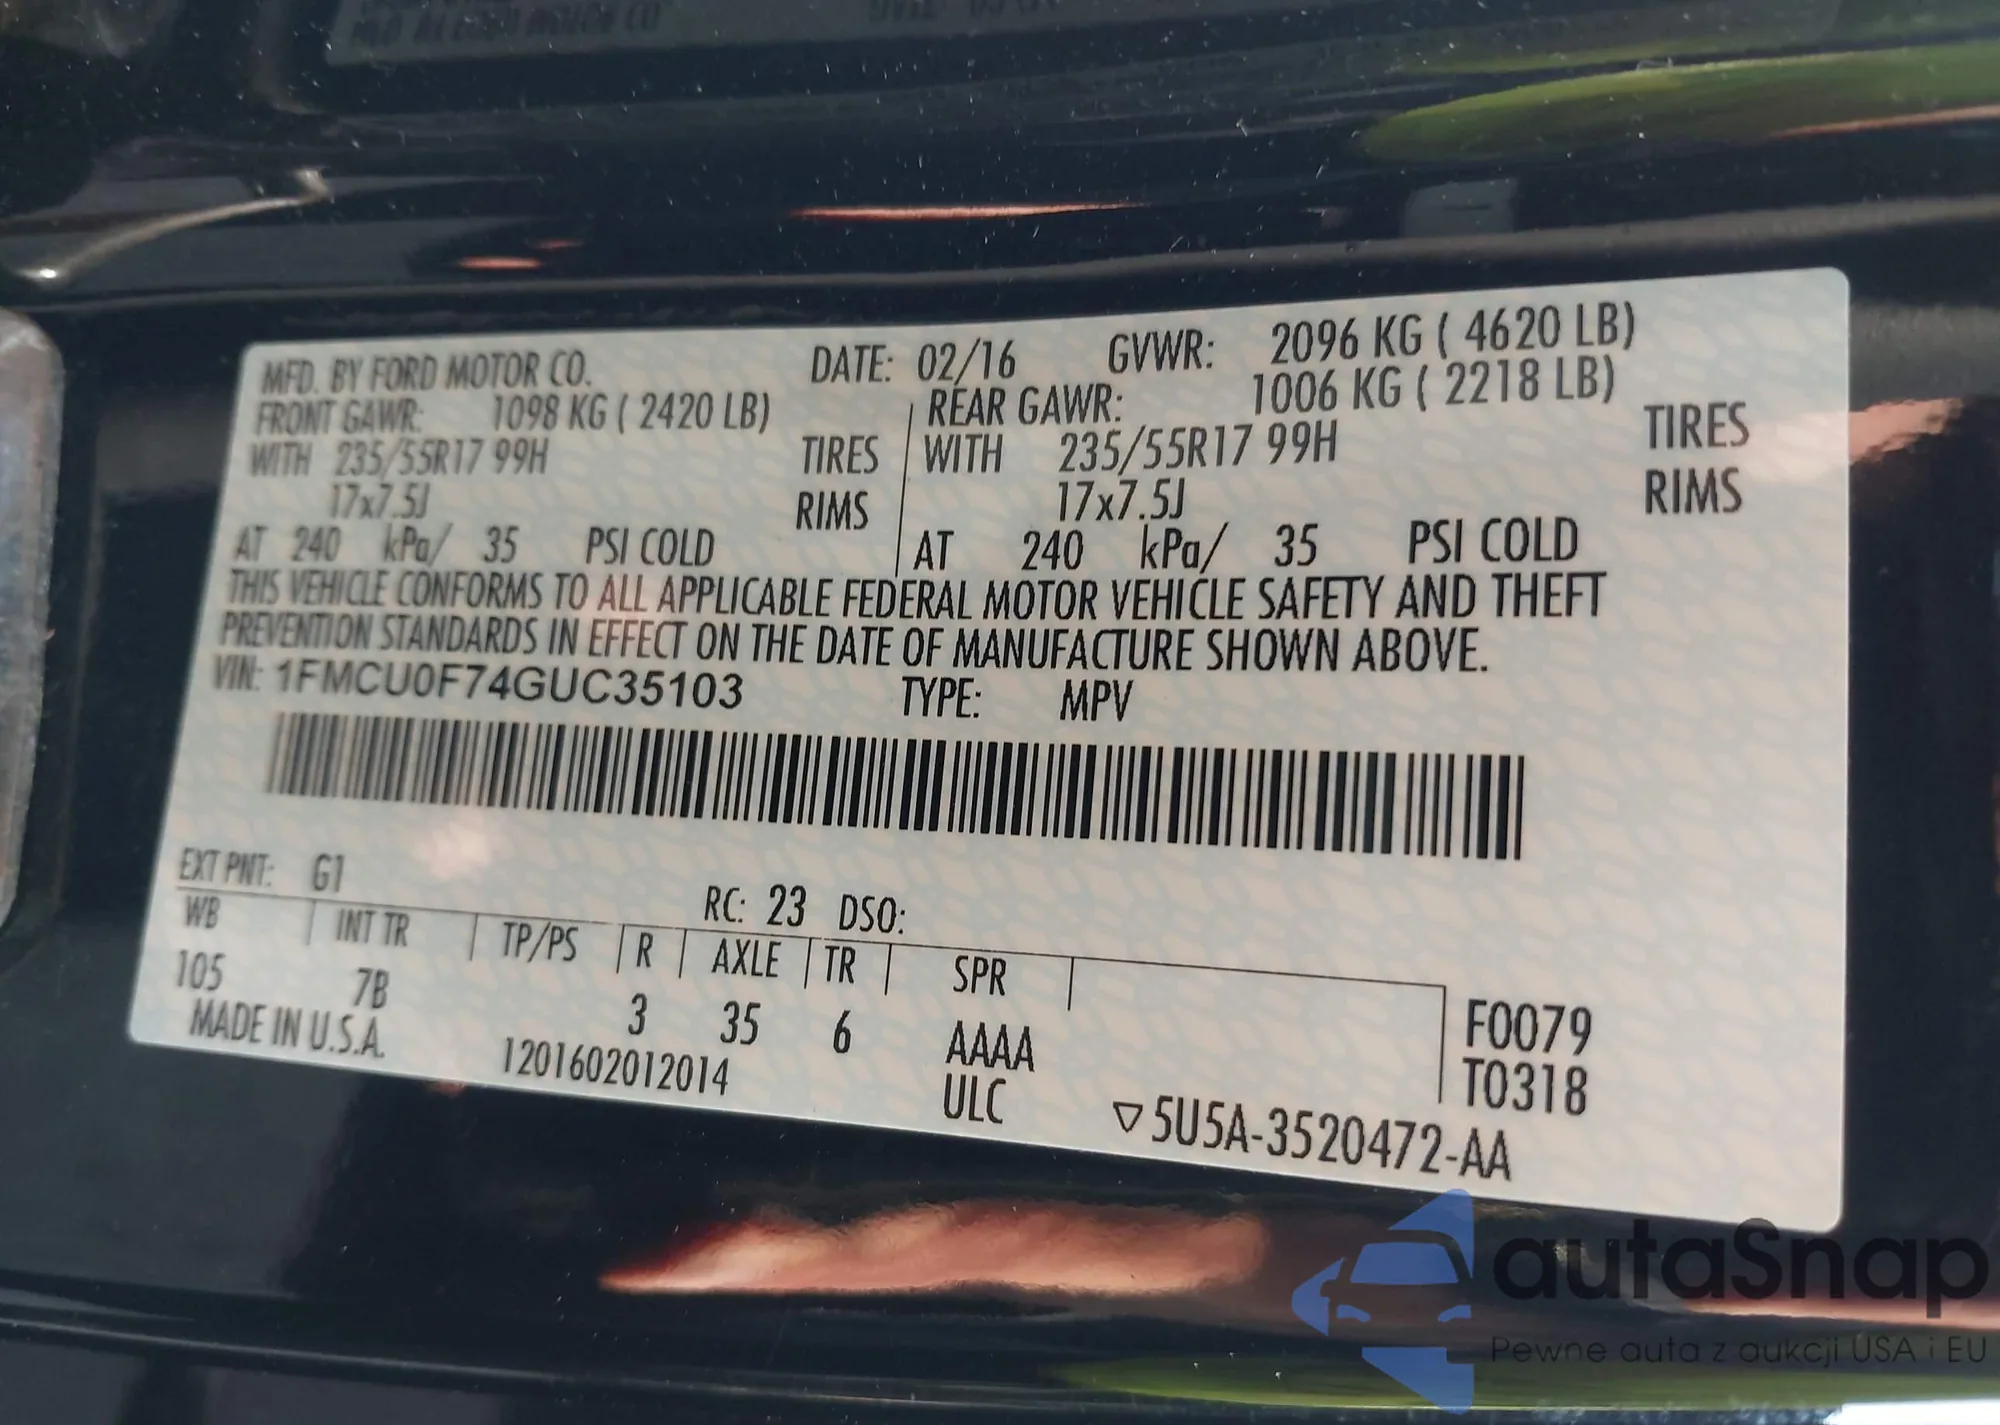 MFD. BY FORD MOTOR CO. DATE: 02/16 GVWR: 2096 KG ( 4620 LB)
FRONT GAWR: 1098 KG ( 2420 LB) REAR GAWR: 1006 KG ( 2218 LB)
WITH 235/55R17 99H TIRES WITH 235/55R17 99H TIRES
17x7.5J RIMS 17x7.5J RIMS
AT 240 kPa/ 35 PSI COLD AT 240 kPa/ 35 PSI COLD
THIS VEHICLE CONFORMS TO ALL APPLICABLE FEDERAL MOTOR VEHICLE SAFETY AND THEFT
PREVENTION STANDARDS IN EFFECT ON THE DATE OF MANUFACTURE SHOWN ABOVE.
VIN: 1FMCU0F74GUC35103 TYPE: MPV
EXT PNT: G1 RC: 23 DSO:
WB INT TR TP/PS R AXLE TR SPR
105 7B 3 35 6 AAAA F0079
MADE IN U.S.A. 1201602012014 ULC T0318
▽5U5A-3520472-AA
autaSnap
Pewne auta z aukcji USA i EU